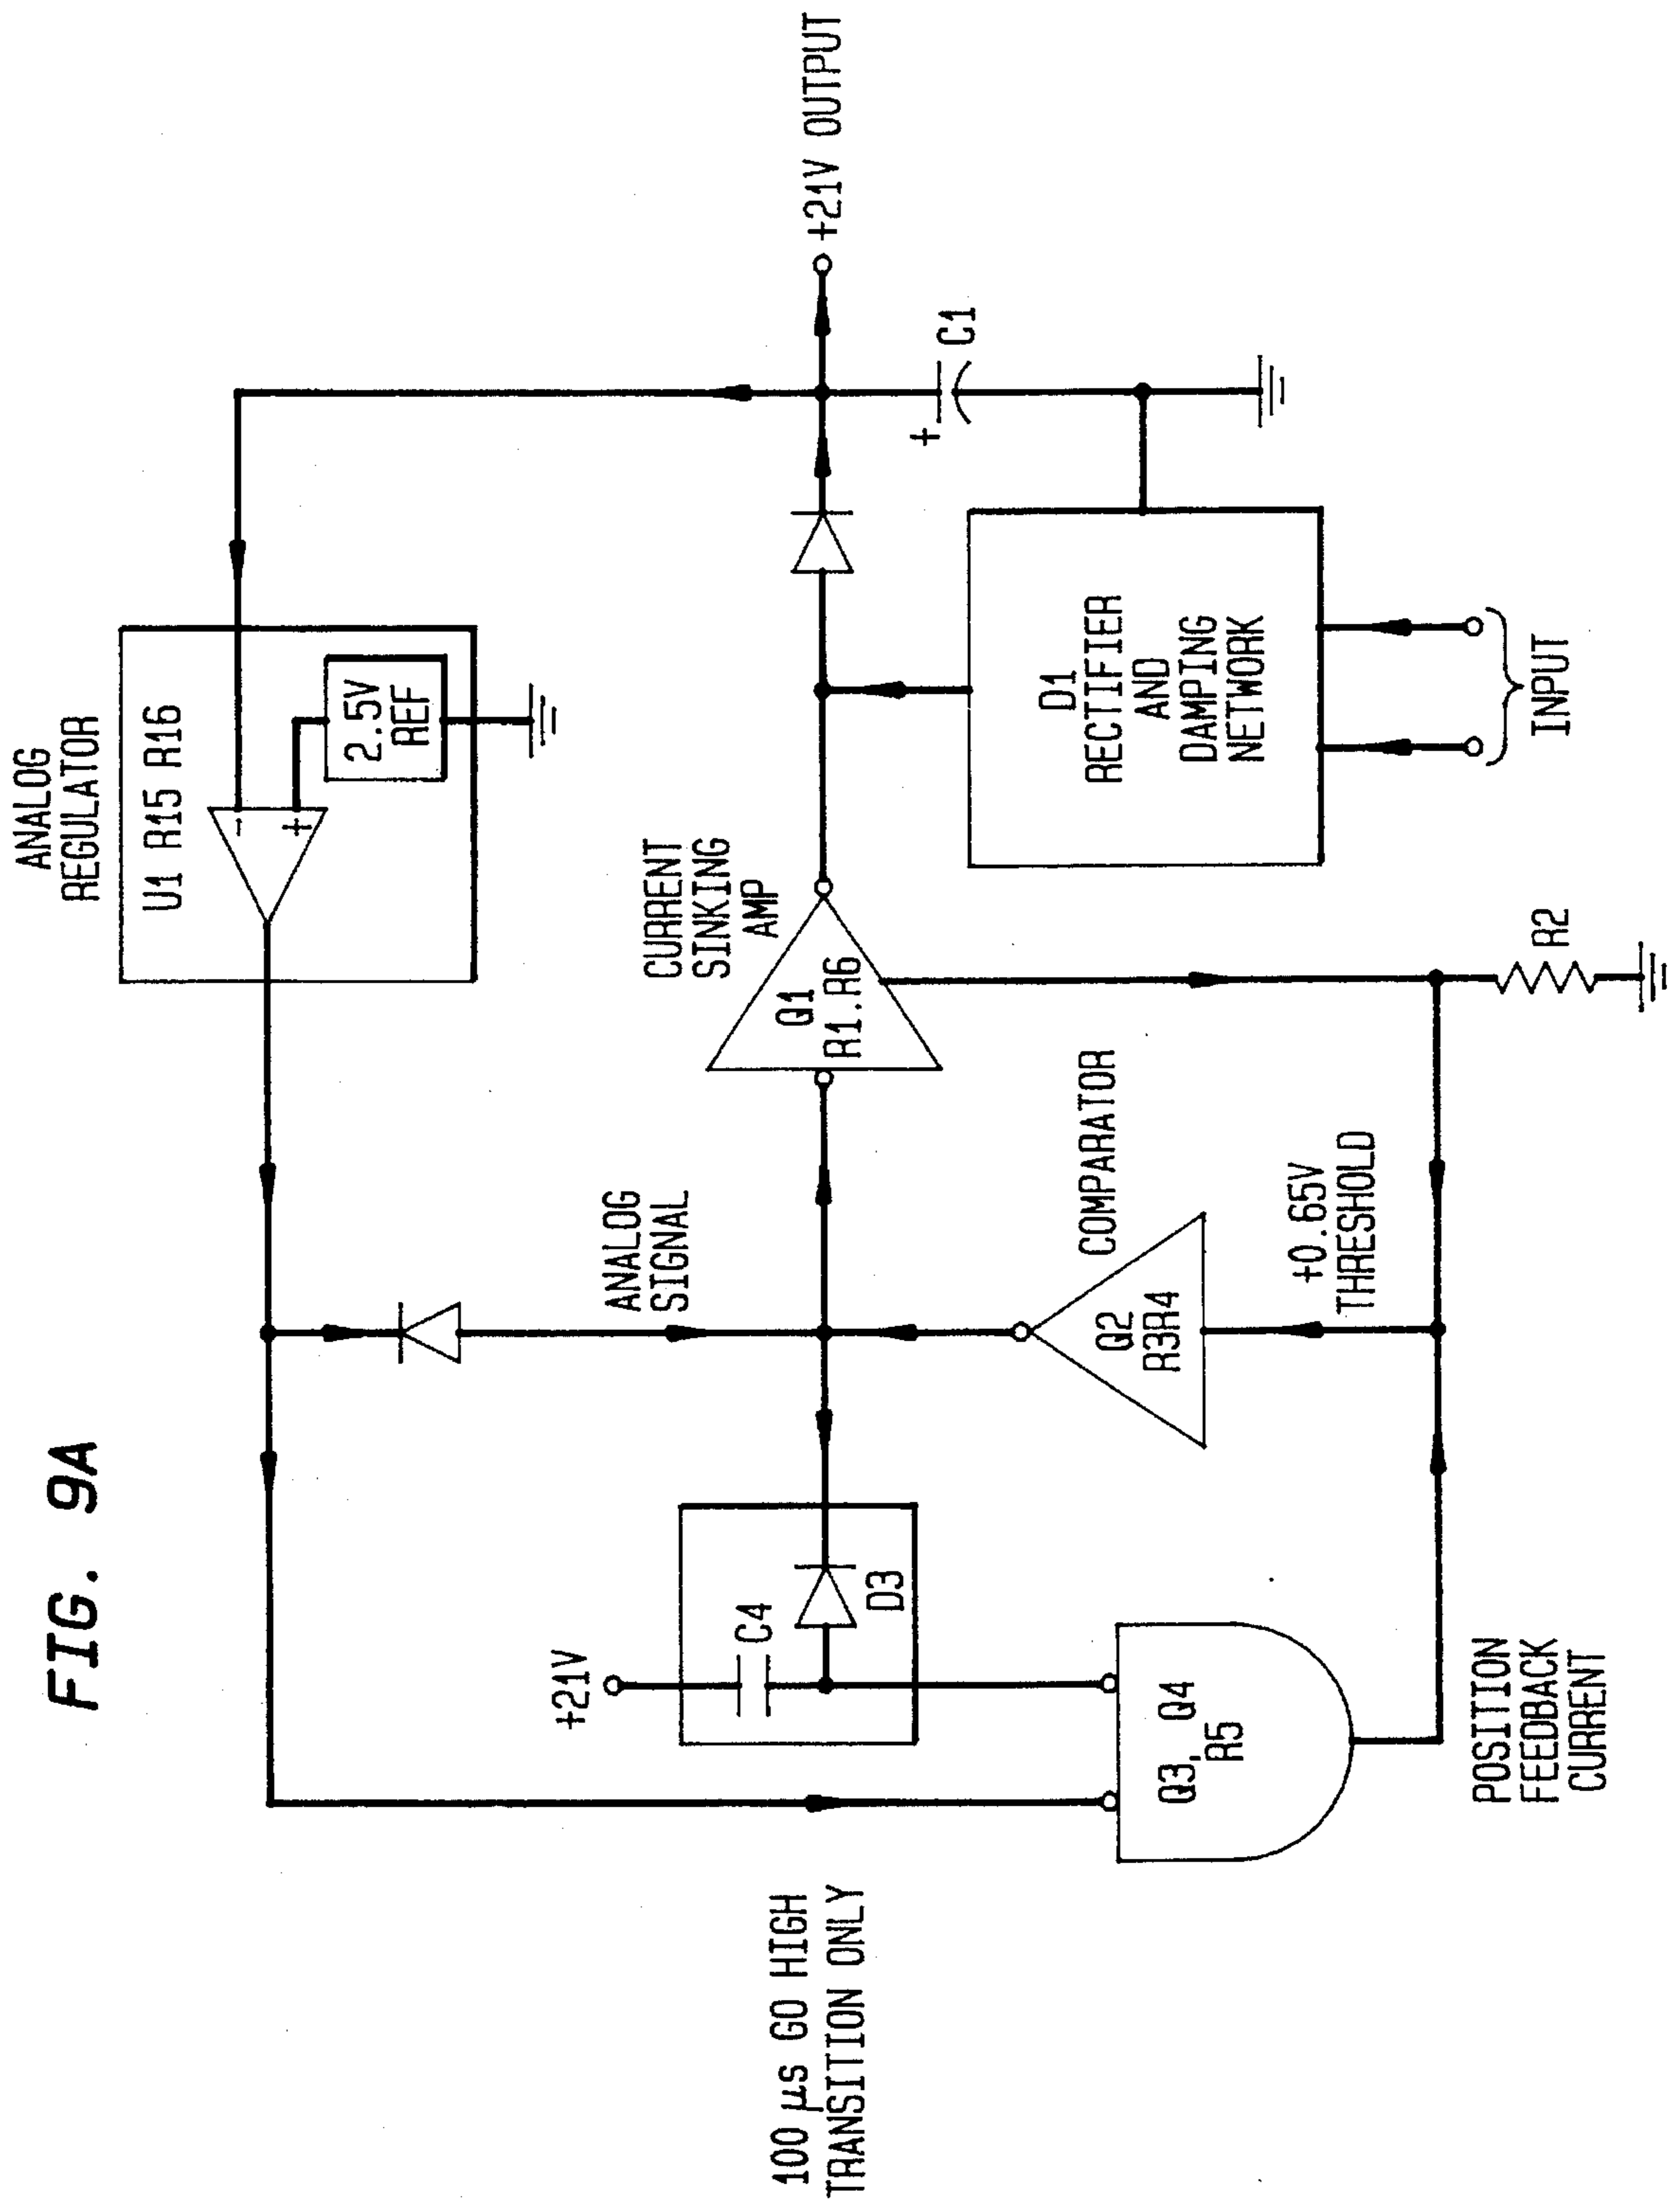 FIG. 9A
ANALOG
REGULATOR
U1 R15 R16
-
+
2.5V
REF
+21V
C4
D3
ANALOG
SIGNAL
CURRENT
SINKING
AMP
Q1
R1.R6
+21V OUTPUT
+
C1
100 µs GO HIGH
TRANSITION ONLY
Q3, Q4
R5
COMPARATOR
Q2
R3R4
+0.65V
THRESHOLD
D1
RECTIFIER
AND
DAMPING
NETWORK
INPUT
R2
POSITION
FEEDBACK
CURRENT